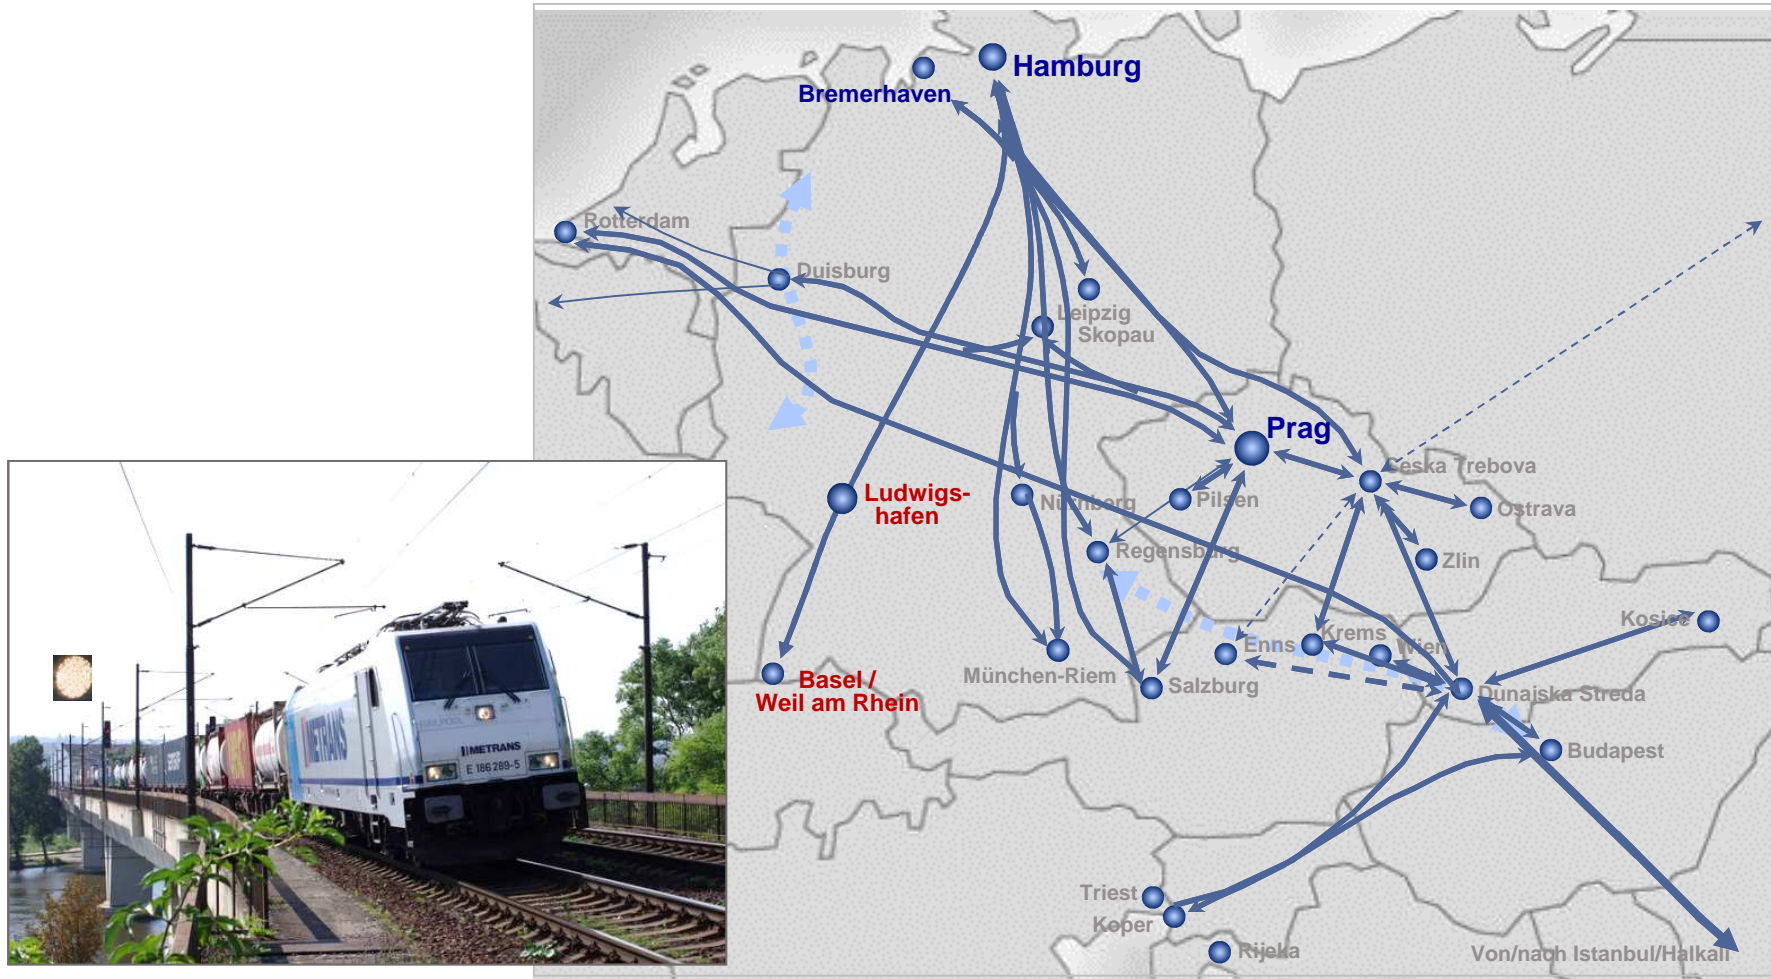 Hamburg
Bremerhaven
Rotterdam
Duisburg
Leipzig
Skopau
Prag
Ceska Trebova
Ludwigs-
hafen
Nürnberg
Pilsen
Ostrava
Regensburg
Zlin
Kosice
Enns
Krems
Wien
München-Riem
Salzburg
Dunajska Streda
Basel /
Weil am Rhein
Budapest
Triest
Koper
Rijeka
Von/nach Istanbul/Halkali
METRANS
RAILPOOL
METRANS
E 186 289-5